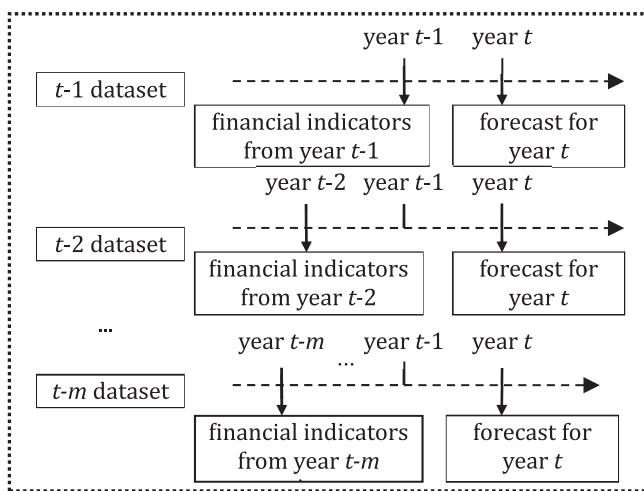 year t-1 year t
t-1 dataset
financial indicators
from year t-1
forecast for
year t
year t-2 year t-1 year t
t-2 dataset
financial indicators
from year t-2
forecast for
year t
...
year t-m ... year t-1 year t
t-m dataset
financial indicators
from year t-m
forecast for
year t